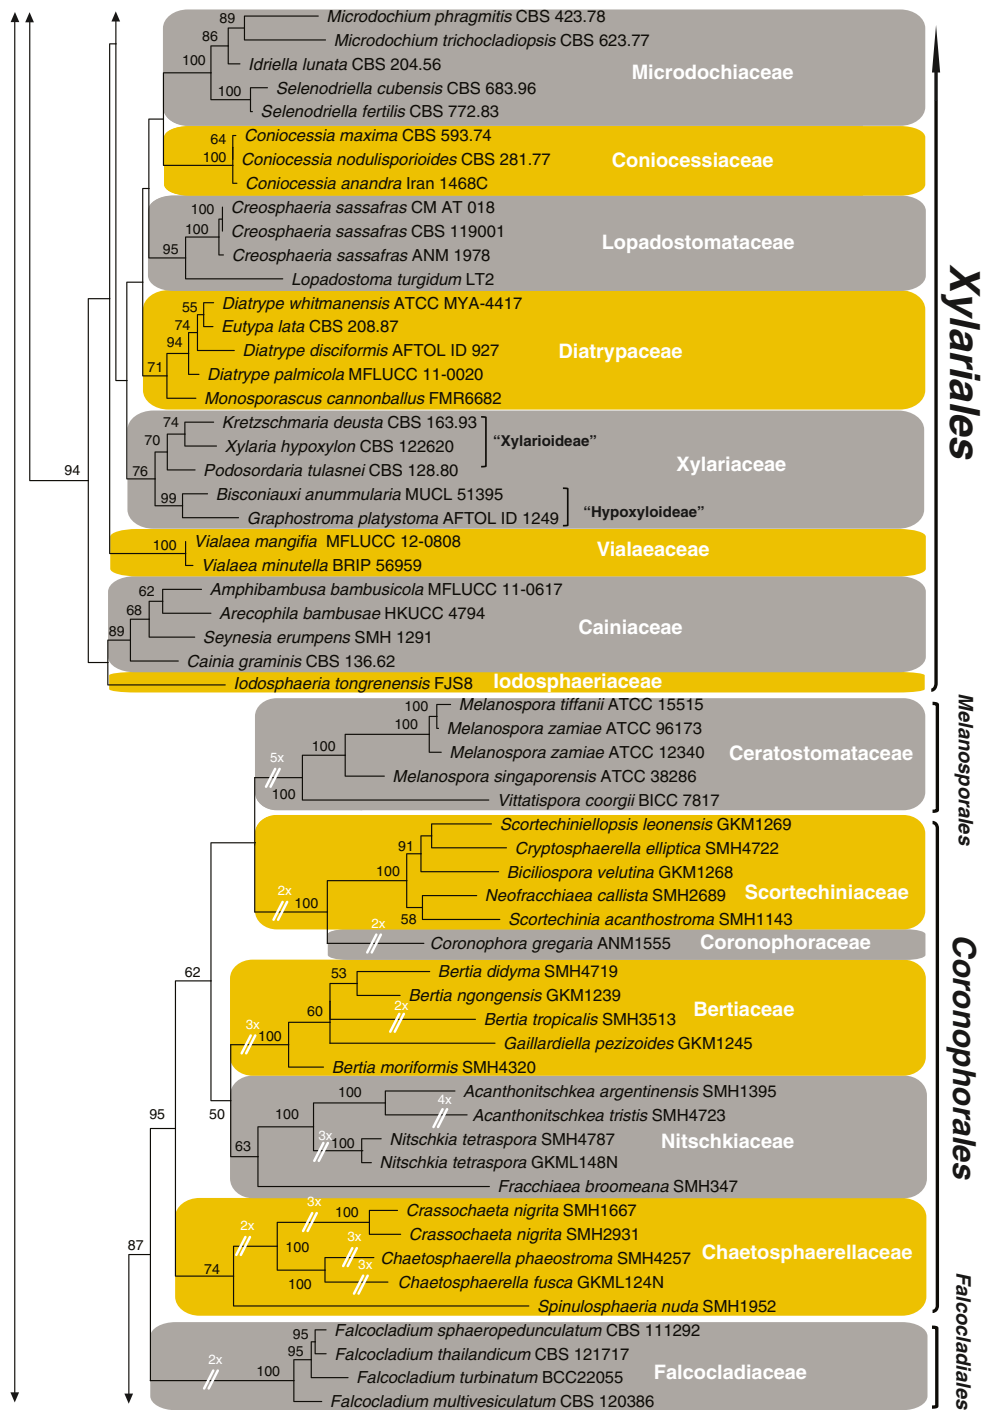 89
Microdochium phragmitis CBS 423.78
86
Microdochium trichocladiopsis CBS 623.77
100
Idriella lunata CBS 204.56
Microdochiaceae
100
Selenodriella cubensis CBS 683.96
Selenodriella fertilis CBS 772.83
64
Coniocessia maxima CBS 593.74
100
Coniocessia nodulisporioides CBS 281.77
Coniocessiaceae
Coniocessia anandra Iran 1468C
100
Creosphaeria sassafras CM AT 018
100
Creosphaeria sassafras CBS 119001
Lopadostomataceae
95
Creosphaeria sassafras ANM 1978
Lopadostoma turgidum LT2
Xylariales
55
Diatrype whitmanensis ATCC MYA-4417
74
Eutypa lata CBS 208.87
94
Diatrype disciformis AFTOL ID 927
Diatrypaceae
71
Diatrype palmicola MFLUCC 11-0020
Monosporascus cannonballus FMR6682
74
Kretzschmaria deusta CBS 163.93
70
Xylaria hypoxylon CBS 122620
“Xylarioideae”
94
76
Podosordaria tulasnei CBS 128.80
Xylariaceae
99
Bisconiauxi anummularia MUCL 51395
Graphostroma platystoma AFTOL ID 1249
“Hypoxyloideae”
100
Vialaea mangifia MFLUCC 12-0808
Vialaeaceae
Vialaea minutella BRIP 56959
62
Amphibambusa bambusicola MFLUCC 11-0617
68
Arecophila bambusae HKUCC 4794
89
Seynesia erumpens SMH 1291
Cainiaceae
Cainia graminis CBS 136.62
Iodosphaeria tongrenensis FJS8
Iodosphaeriaceae
100
Melanospora tiffanii ATCC 15515
100
Melanospora zamiae ATCC 96173
100
Melanospora zamiae ATCC 12340
Ceratostomataceae
Melanosporales
5x
Melanospora singaporensis ATCC 38286
100
Vittatispora coorgii BICC 7817
Scortechiniellopsis leonensis GKM1269
91
Cryptosphaerella elliptica SMH4722
100
Biciliospora velutina GKM1268
2x
100
Neofracchiaea callista SMH2689
Scortechiniaceae
58
Scortechinia acanthostroma SMH1143
2x
Coronophora gregaria ANM1555
Coronophoraceae
Coronophorales
62
53
Bertia didyma SMH4719
Bertia ngongensis GKM1239
60
2x
Bertia tropicalis SMH3513
Bertiaceae
3x
100
Gaillardiella pezizoides GKM1245
Bertia moriformis SMH4320
100
Acanthonitschkea argentinensis SMH1395
95
50
100
4x
Acanthonitschkea tristis SMH4723
3x
100
Nitschkia tetraspora SMH4787
Nitschkiaceae
63
Nitschkia tetraspora GKML148N
Fracchiaea broomeana SMH347
3x
100
Crassochaeta nigrita SMH1667
2x
Crassochaeta nigrita SMH2931
87
100
3x
Chaetosphaerella phaeostroma SMH4257
Chaetosphaerellaceae
74
100
3x
Chaetosphaerella fusca GKML124N
Spinulosphaeria nuda SMH1952
95
Falcocladium sphaeropedunculatum CBS 111292
95
Falcocladium thailandicum CBS 121717
2x
100
Falcocladium turbinatum BCC22055
Falcocladiaceae
Falcocladiales
Falcocladium multivesiculatum CBS 120386